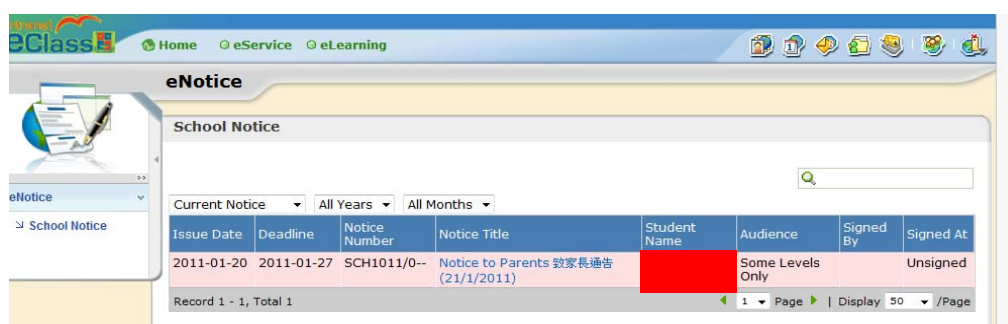 eClass
Home eService eLearning
eNotice
School Notice
eNotice
School Notice
Current Notice All Years All Months
Issue Date Deadline Notice Number Notice Title Student Name Audience Signed By Signed At
2011-01-20 2011-01-27 SCH1011/0-- Notice to Parents 致家長通告 (21/1/2011) Some Levels Only Unsigned
Record 1 - 1, Total 1 1 Page | Display 50 /Page